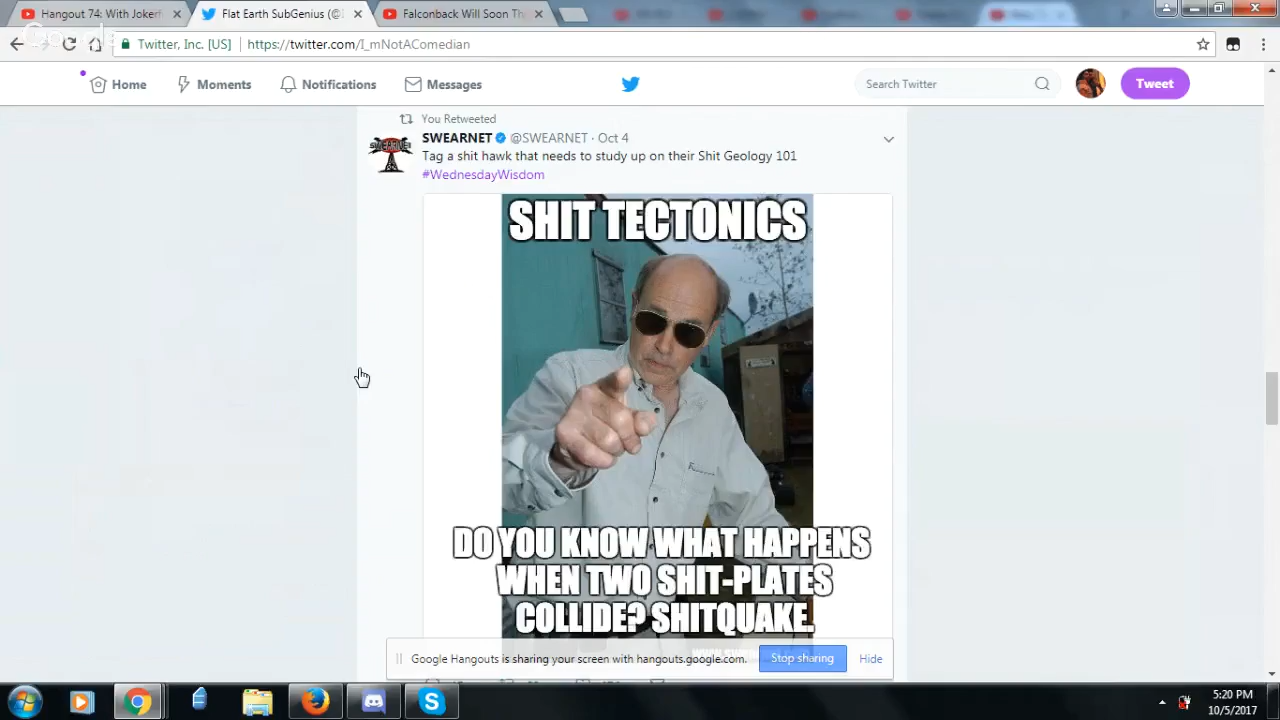 Hangout 74: With Jokerf
Flat Earth SubGenius (@
Falconback Will Soon Th
Twitter, Inc. [US]
https://twitter.com/I_mNotAComedian
Home
Moments
Notifications
Messages
Search Twitter
Tweet
You Retweeted
SWEARNET @SWEARNET · Oct 4
Tag a shit hawk that needs to study up on their Shit Geology 101
#WednesdayWisdom
SHIT TECTONICS
DO YOU KNOW WHAT HAPPENS
WHEN TWO SHIT-PLATES
COLLIDE? SHITQUAKE.
Google Hangouts is sharing your screen with hangouts.google.com.
Stop sharing
Hide
5:20 PM
10/5/2017